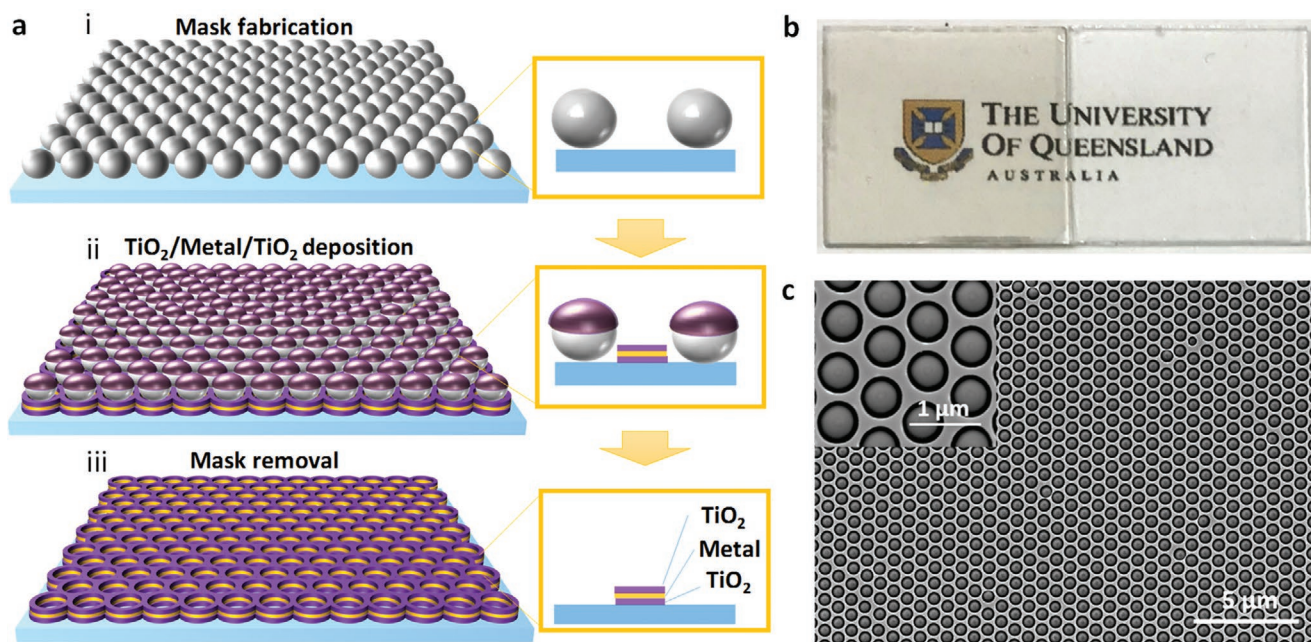 a
i
Mask fabrication
ii
TiO₂/Metal/TiO₂ deposition
iii
Mask removal
TiO₂
Metal
TiO₂
b
THE UNIVERSITY
OF QUEENSLAND
AUSTRALIA
c
1 µm
5 µm